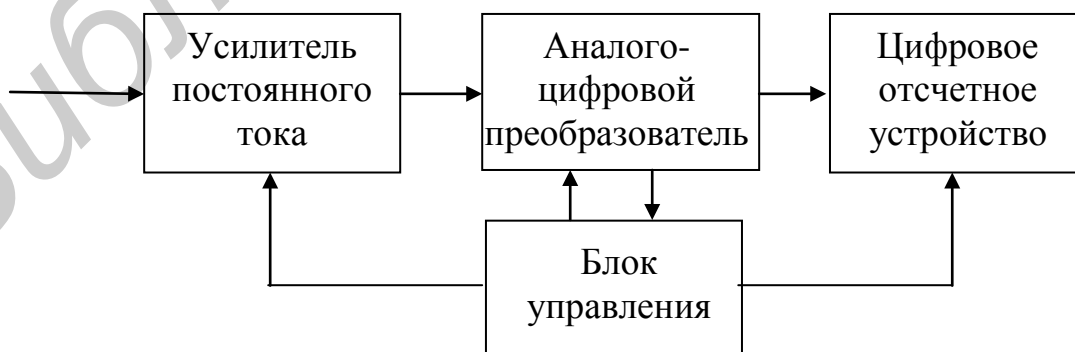 Усилитель
постоянного
тока
Аналого-
цифровой
преобразователь
Цифровое
отсчетное
устройство
Блок
управления